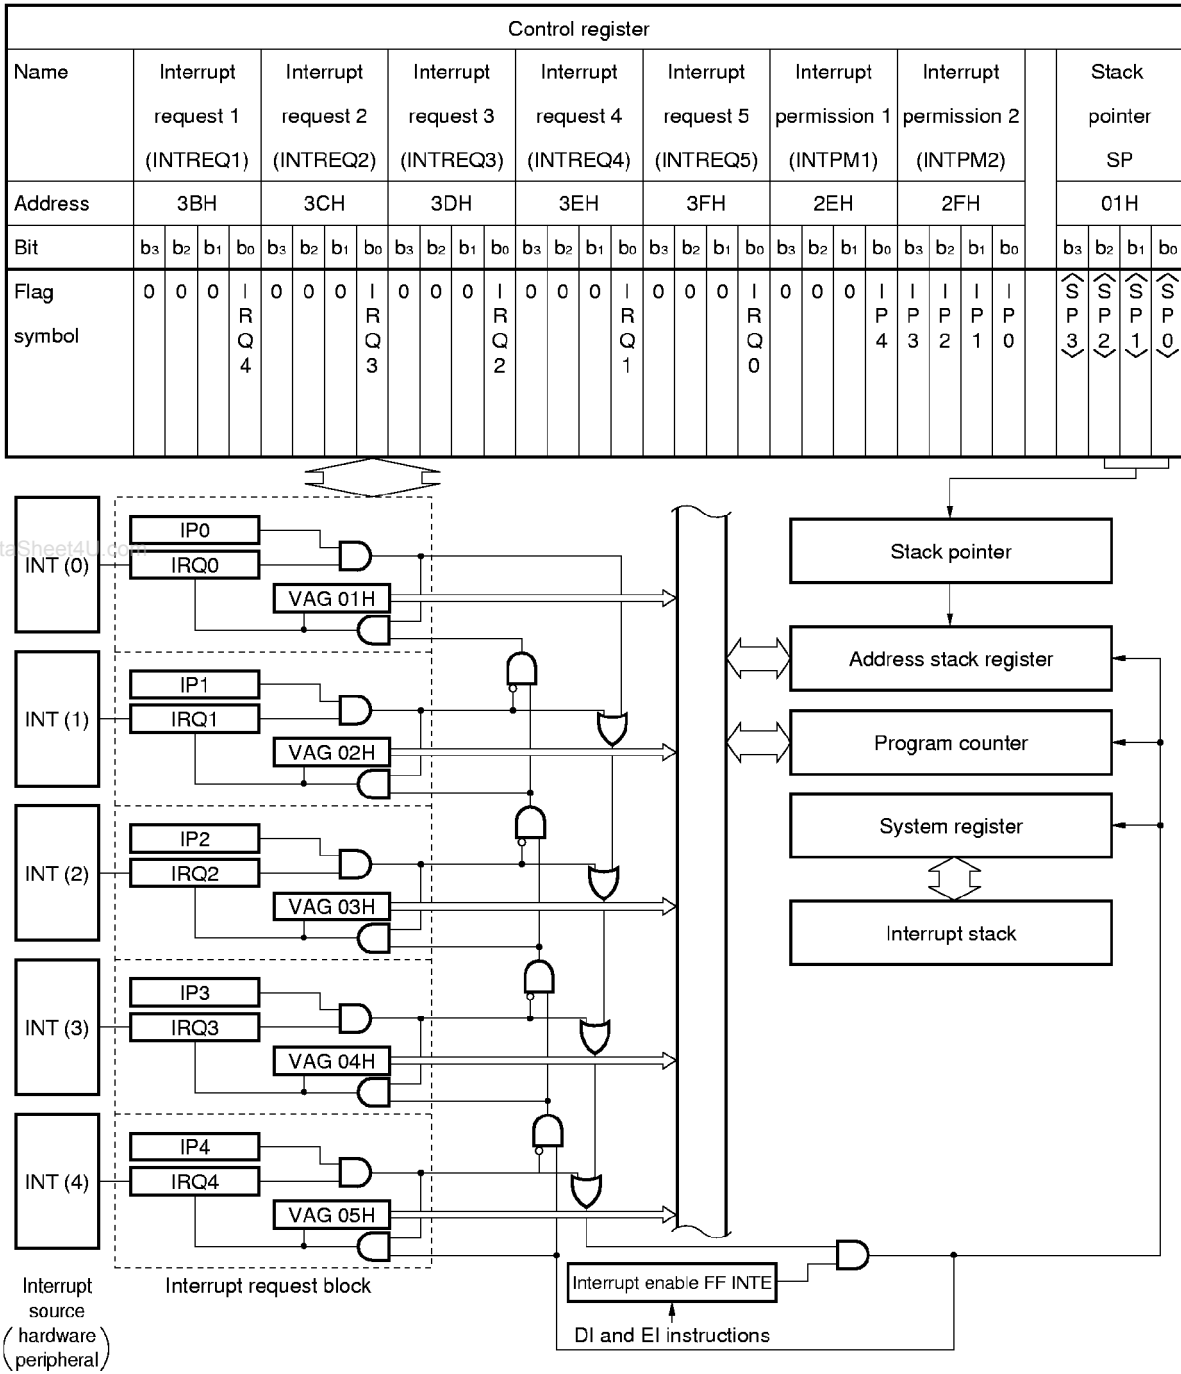 Control register
Name Interrupt Interrupt Interrupt Interrupt Interrupt Interrupt Interrupt Stack
request 1 request 2 request 3 request 4 request 5 permission 1 permission 2 pointer
(INTREQ1) (INTREQ2) (INTREQ3) (INTREQ4) (INTREQ5) (INTPM1) (INTPM2) SP
Address 3BH 3CH 3DH 3EH 3FH 2EH 2FH 01H
Bit b3 b2 b1 b0 b3 b2 b1 b0 b3 b2 b1 b0 b3 b2 b1 b0 b3 b2 b1 b0 b3 b2 b1 b0 b3 b2 b1 b0 b3 b2 b1 b0
Flag symbol 0 0 0 IRQ4 0 0 0 IRQ3 0 0 0 IRQ2 0 0 0 IRQ1 0 0 0 IRQ0 0 0 0 IP4 IP3 IP2 IP1 IP0 <SP3> <SP2> <SP1> <SP0>
taSheet4U.com
INT (0)
IP0
IRQ0
VAG 01H
INT (1)
IP1
IRQ1
VAG 02H
INT (2)
IP2
IRQ2
VAG 03H
INT (3)
IP3
IRQ3
VAG 04H
INT (4)
IP4
IRQ4
VAG 05H
Stack pointer
Address stack register
Program counter
System register
Interrupt stack
Interrupt enable FF INTE
DI and EI instructions
Interrupt request block
Interrupt
source
(hardware
peripheral)